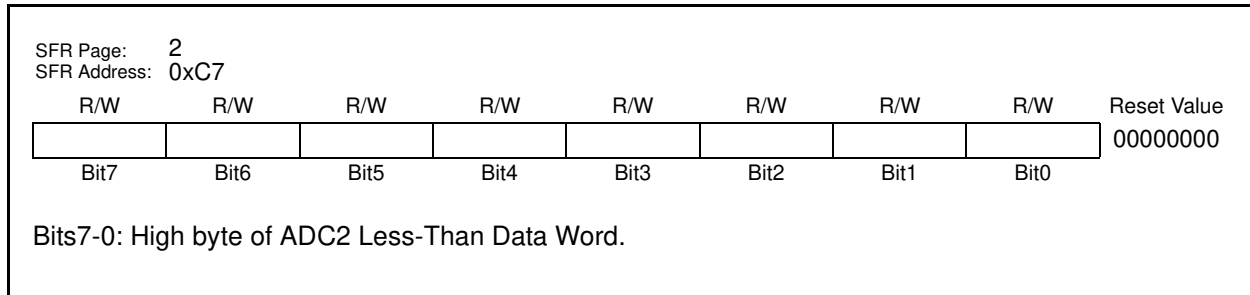 SFR Page: 2
SFR Address: 0xC7
R/W R/W R/W R/W R/W R/W R/W R/W Reset Value
00000000
Bit7 Bit6 Bit5 Bit4 Bit3 Bit2 Bit1 Bit0
Bits7-0: High byte of ADC2 Less-Than Data Word.